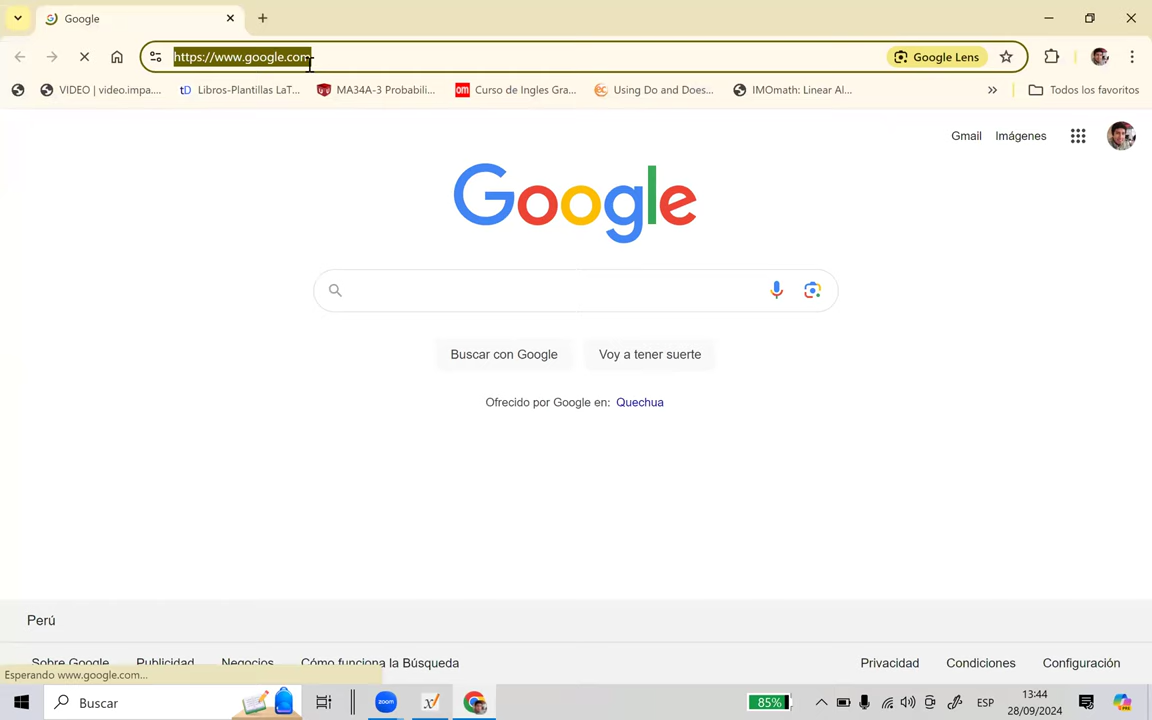 Google
https://www.google.com
Google Lens
VIDEO | video.impa....
Libros-Plantillas LaT...
MA34A-3 Probabili...
Curso de Ingles Gra...
Using Do and Does...
IMOmath: Linear Al...
Todos los favoritos
Gmail
Imágenes
Google
Buscar con Google
Voy a tener suerte
Ofrecido por Google en: Quechua
Perú
Sobre Google
Publicidad
Negocios
Cómo funciona la Búsqueda
Privacidad
Condiciones
Configuración
Esperando www.google.com...
Buscar
zoom
85%
ESP
13:44
28/09/2024